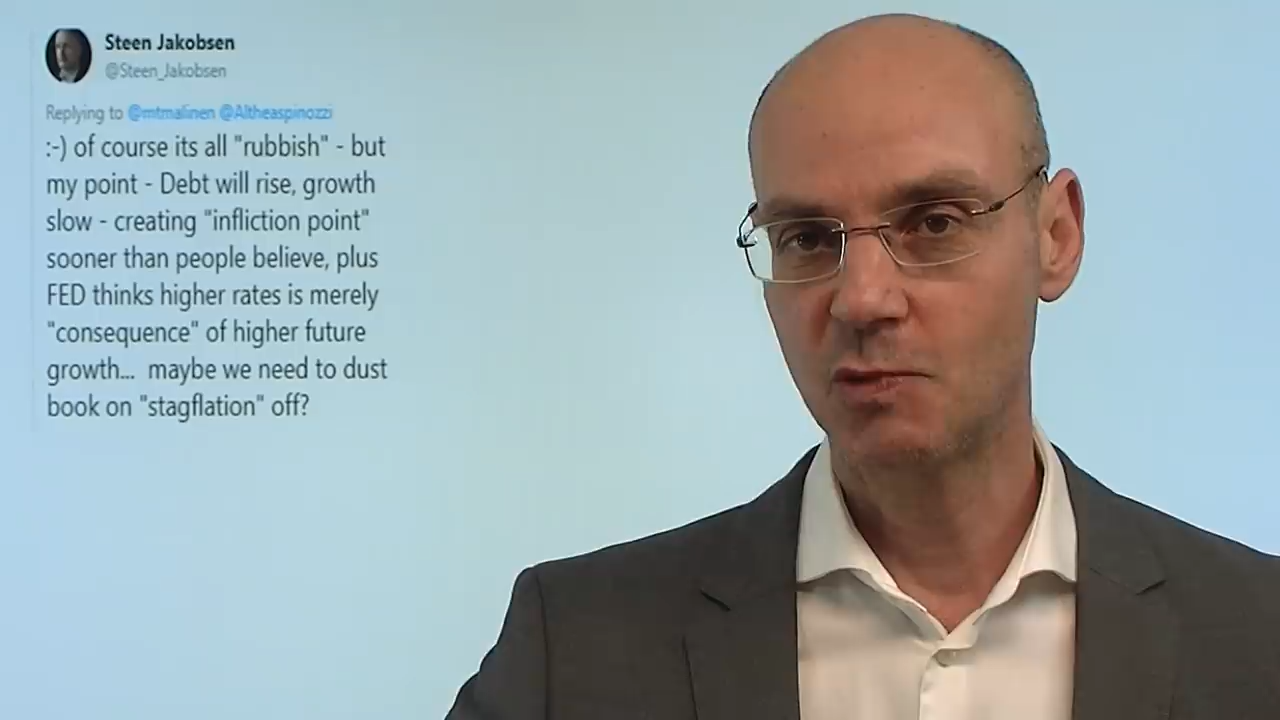 Steen Jakobsen
@Steen_Jakobsen
Replying to @mtmalinen @Altheaspinozzi
:-) of course its all "rubbish" - but
my point - Debt will rise, growth
slow - creating "infliction point"
sooner than people believe, plus
FED thinks higher rates is merely
"consequence" of higher future
growth... maybe we need to dust
book on "stagflation" off?